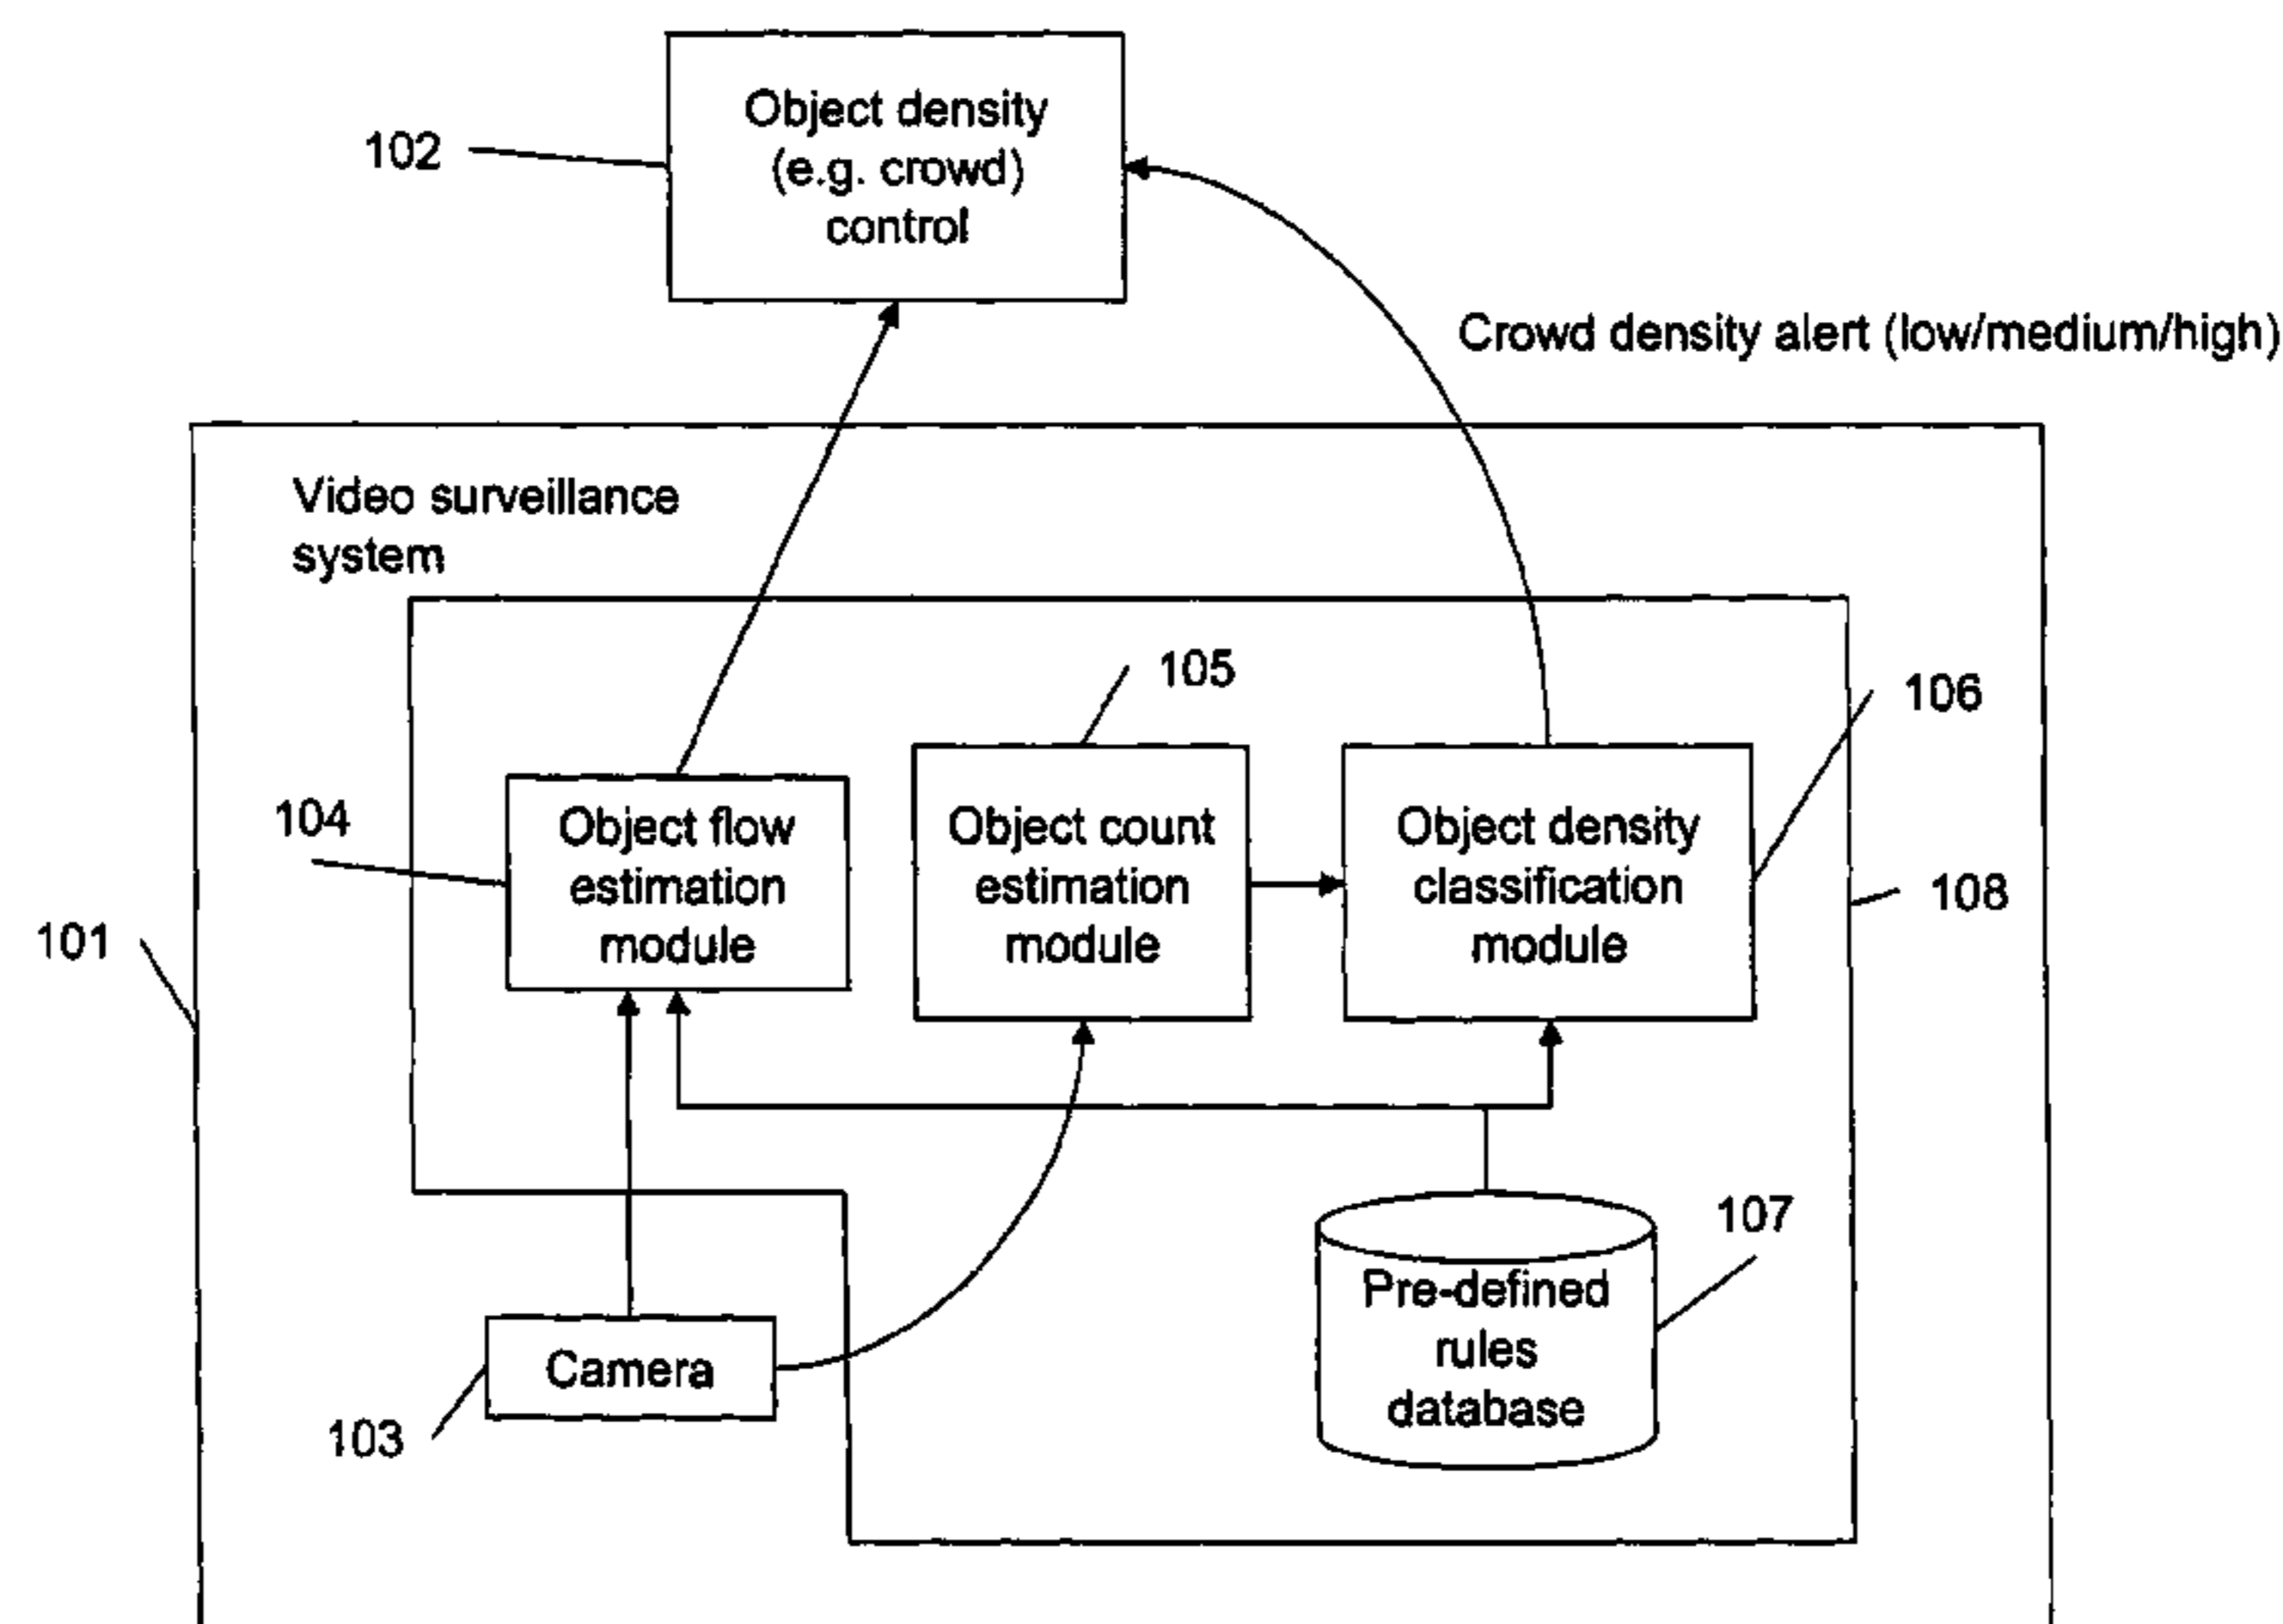 Object density
(e.g. crowd)
control
102
Crowd density alert (low/medium/high)
Video surveillance
system
105
106
104
Object flow
estimation
module
Object count
estimation
module
Object density
classification
module
108
101
107
Pre-defined
rules
database
Camera
103